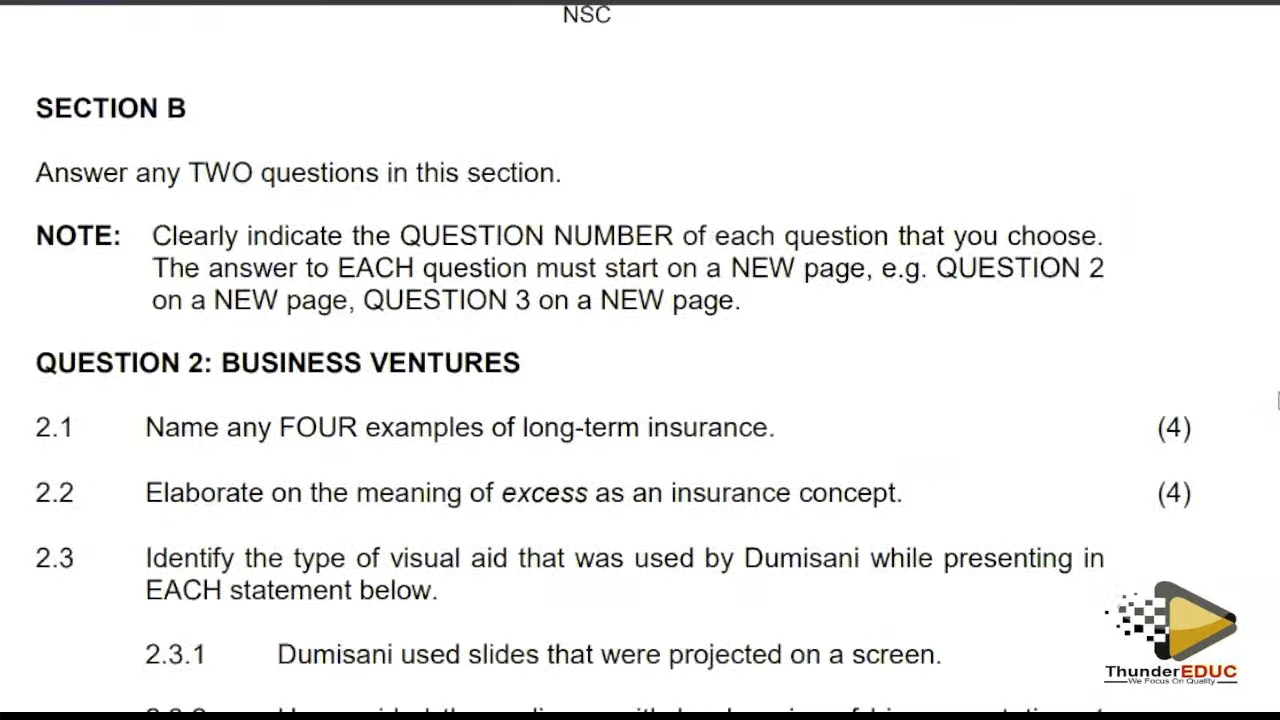 NSC
SECTION B
Answer any TWO questions in this section.
NOTE: Clearly indicate the QUESTION NUMBER of each question that you choose.
The answer to EACH question must start on a NEW page, e.g. QUESTION 2
on a NEW page, QUESTION 3 on a NEW page.
QUESTION 2: BUSINESS VENTURES
2.1 Name any FOUR examples of long-term insurance. (4)
2.2 Elaborate on the meaning of excess as an insurance concept. (4)
2.3 Identify the type of visual aid that was used by Dumisani while presenting in
EACH statement below.
2.3.1 Dumisani used slides that were projected on a screen.
ThunderEDUC
We Focus On Quality